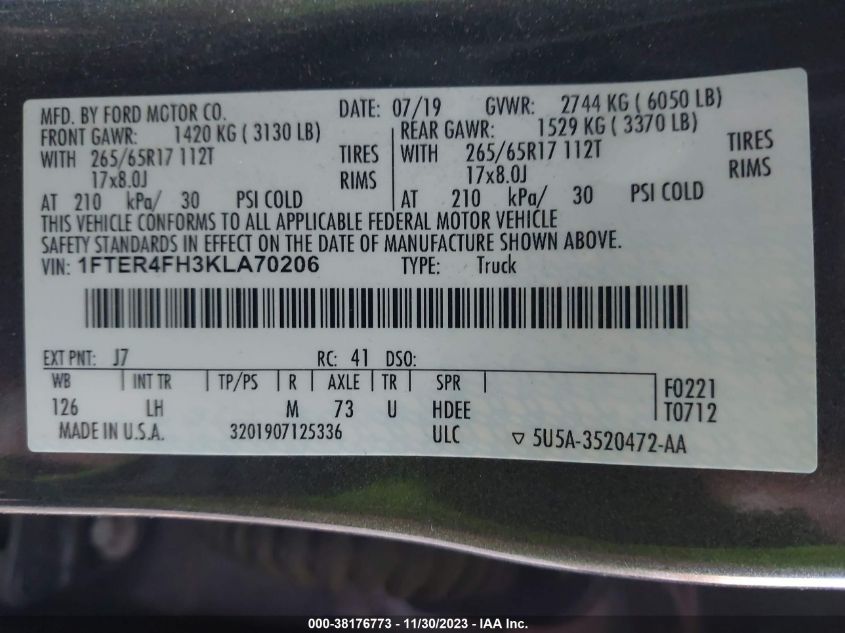 MFD. BY FORD MOTOR CO. DATE: 07/19 GVWR: 2744 KG ( 6050 LB)
FRONT GAWR: 1420 KG ( 3130 LB) REAR GAWR: 1529 KG ( 3370 LB)
WITH 265/65R17 112T TIRES WITH 265/65R17 112T TIRES
17x8.0J RIMS 17x8.0J RIMS
AT 210 kPa/ 30 PSI COLD AT 210 kPa/ 30 PSI COLD
THIS VEHICLE CONFORMS TO ALL APPLICABLE FEDERAL MOTOR VEHICLE
SAFETY STANDARDS IN EFFECT ON THE DATE OF MANUFACTURE SHOWN ABOVE.
VIN: 1FTER4FH3KLA70206 TYPE: Truck
EXT PNT: J7 RC: 41 DSO:
WB INT TR TP/PS R AXLE TR SPR F0221
126 LH M 73 U HDEE T0712
MADE IN U.S.A. 3201907125336 ULC ▽ 5U5A-3520472-AA
000-38176773 - 11/30/2023 - IAA Inc.